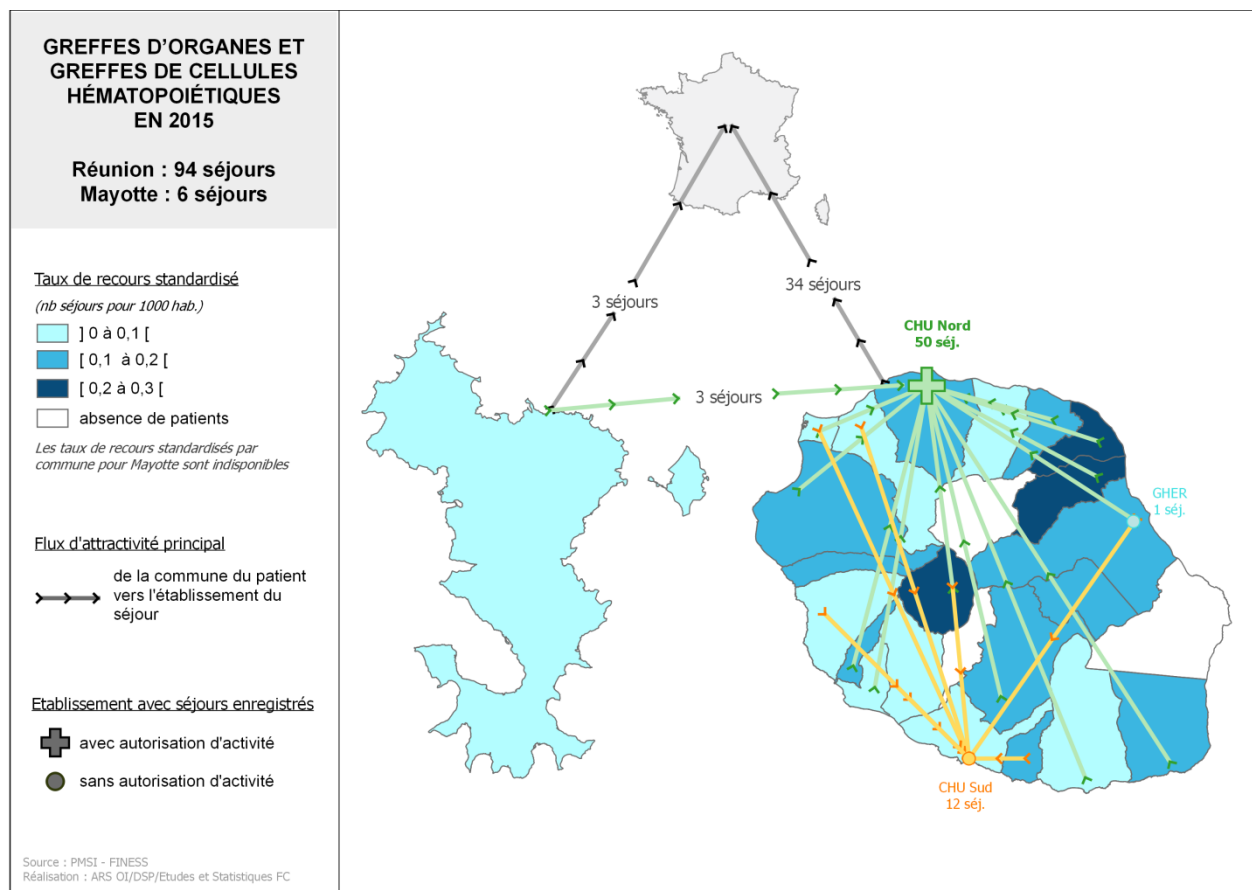 GREFFES D'ORGANES ET
GREFFES DE CELLULES
HÉMATOPOIÉTIQUES
EN 2015
Réunion : 94 séjours
Mayotte : 6 séjours
Taux de recours standardisé
(nb séjours pour 1000 hab.)
] 0 à 0,1 [
[ 0,1 à 0,2 [
[ 0,2 à 0,3 [
absence de patients
Les taux de recours standardisés par
commune pour Mayotte sont indisponibles
Flux d'attractivité principal
de la commune du patient
vers l'établissement du
séjour
Etablissement avec séjours enregistrés
avec autorisation d'activité
sans autorisation d'activité
Source : PMSI - FINESS
Réalisation : ARS OI/DSP/Etudes et Statistiques FC
3 séjours
34 séjours
CHU Nord
50 séj.
3 séjours
GHER
1 séj.
CHU Sud
12 séj.